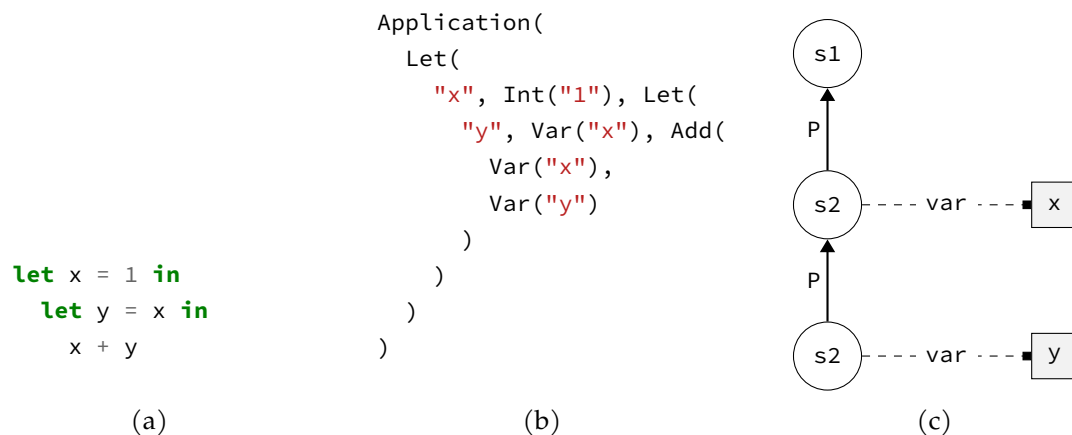 let x = 1 in
let y = x in
x + y
(a)
Application(
Let(
"x", Int("1"), Let(
"y", Var("x"), Add(
Var("x"),
Var("y")
)
)
)
)
(b)
s1
P
s2 var x
P
s2 var y
(c)